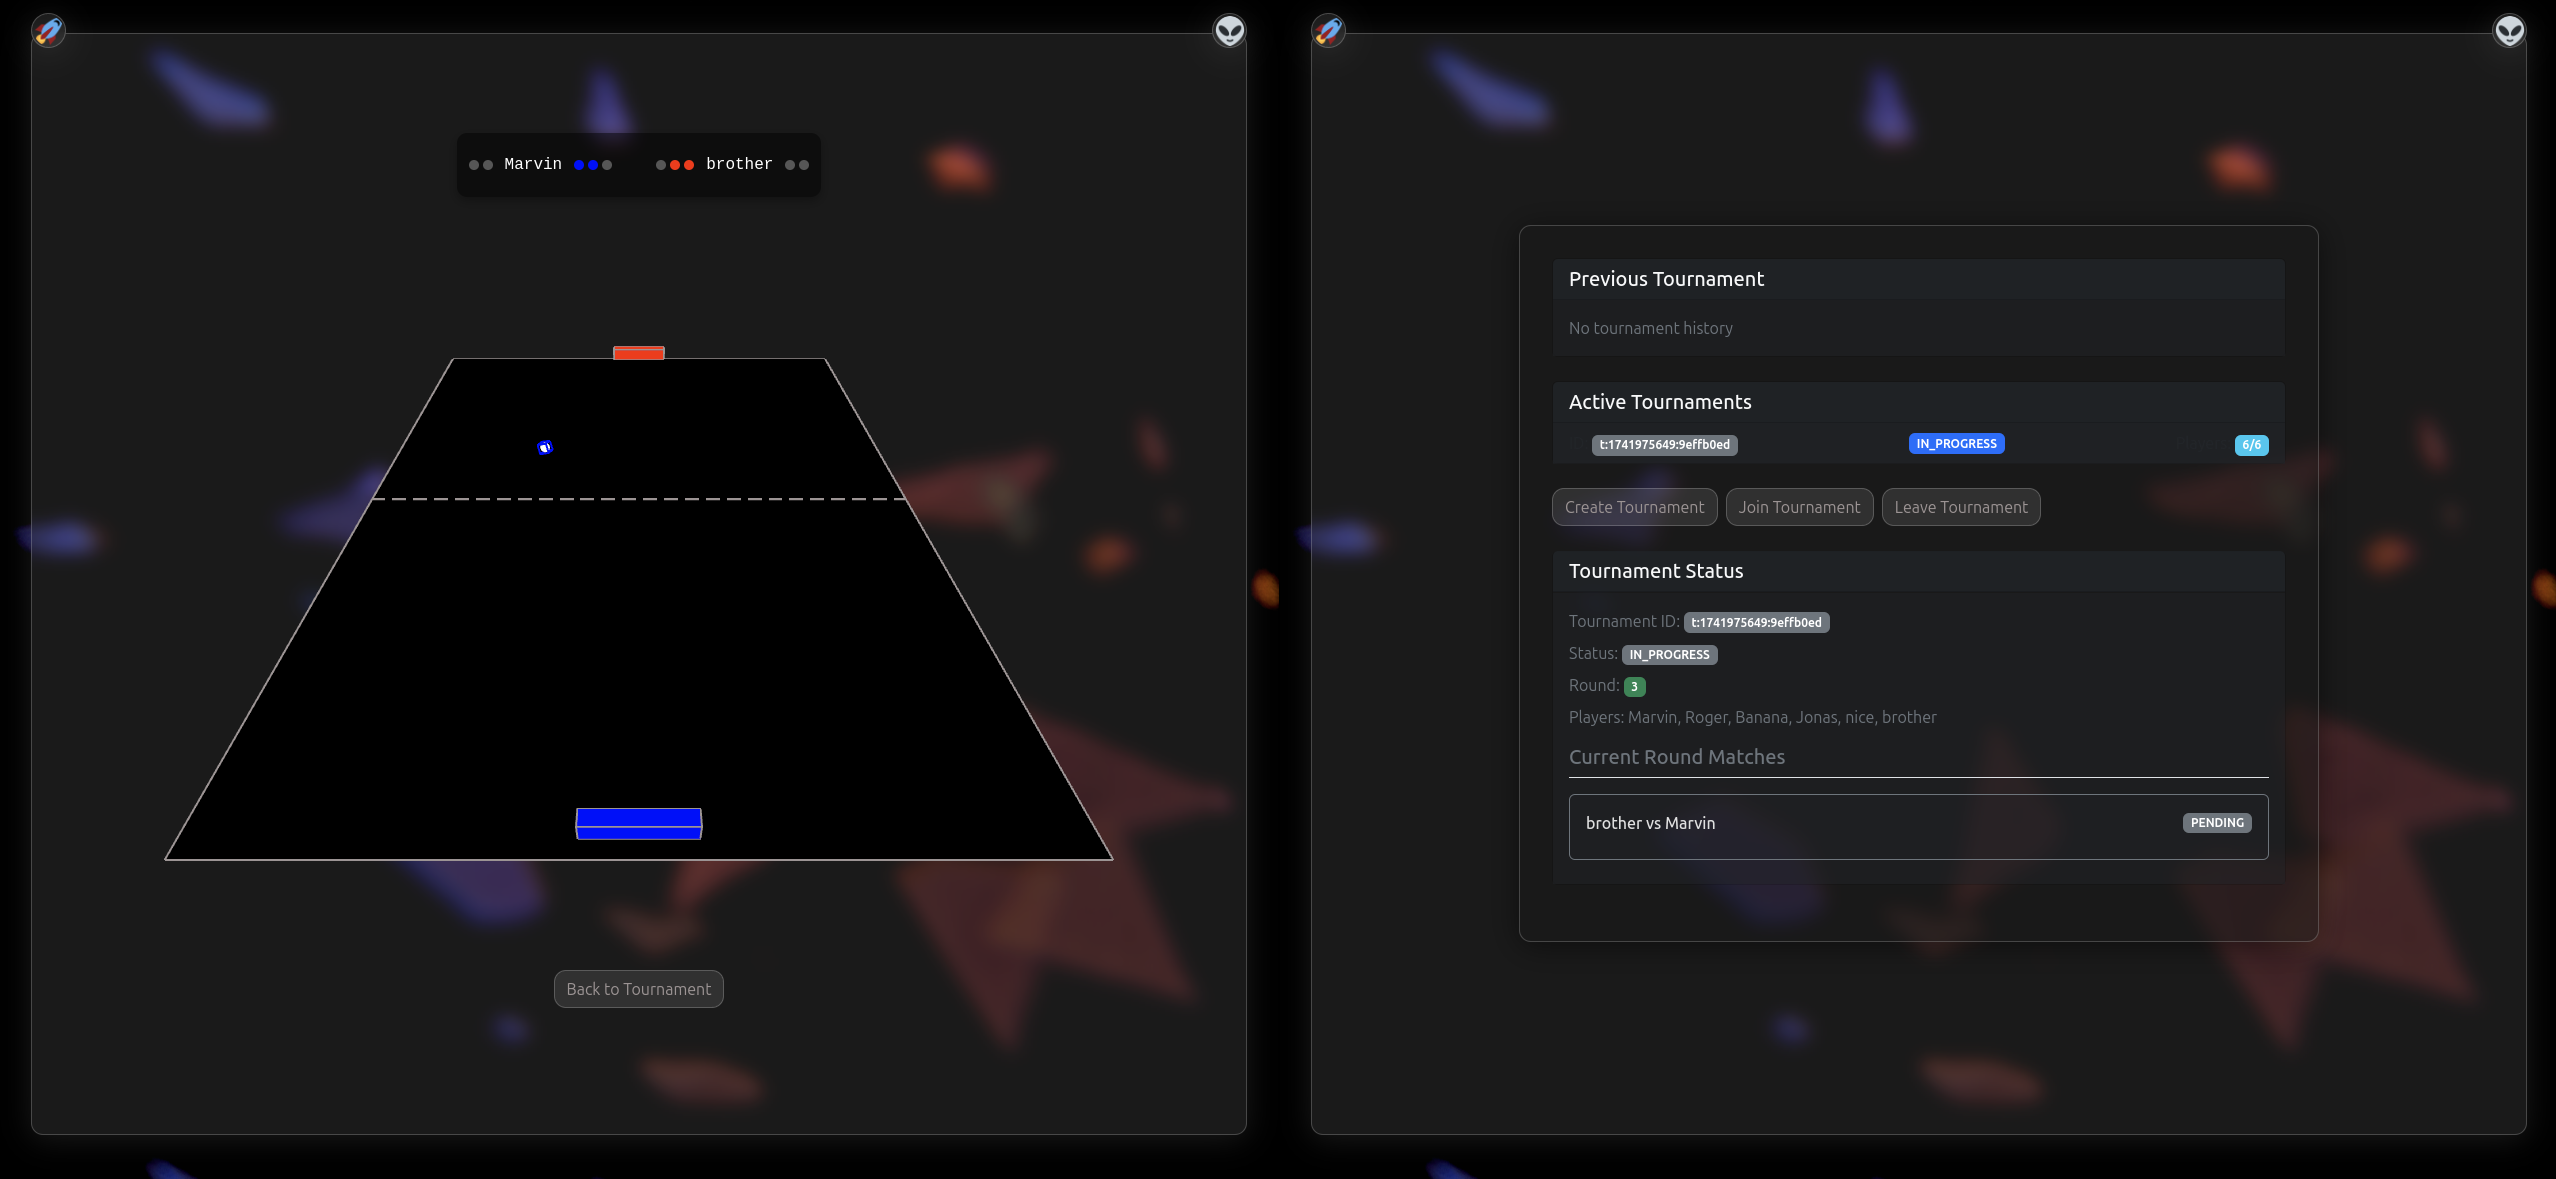 Marvin brother
Back to Tournament
Previous Tournament
No tournament history
Active Tournaments
t:1741975649:9effb0ed IN_PROGRESS 6/6
Create Tournament Join Tournament Leave Tournament
Tournament Status
Tournament ID: t:1741975649:9effb0ed
Status: IN_PROGRESS
Round: 3
Players: Marvin, Roger, Banana, Jonas, nice, brother
Current Round Matches
brother vs Marvin PENDING